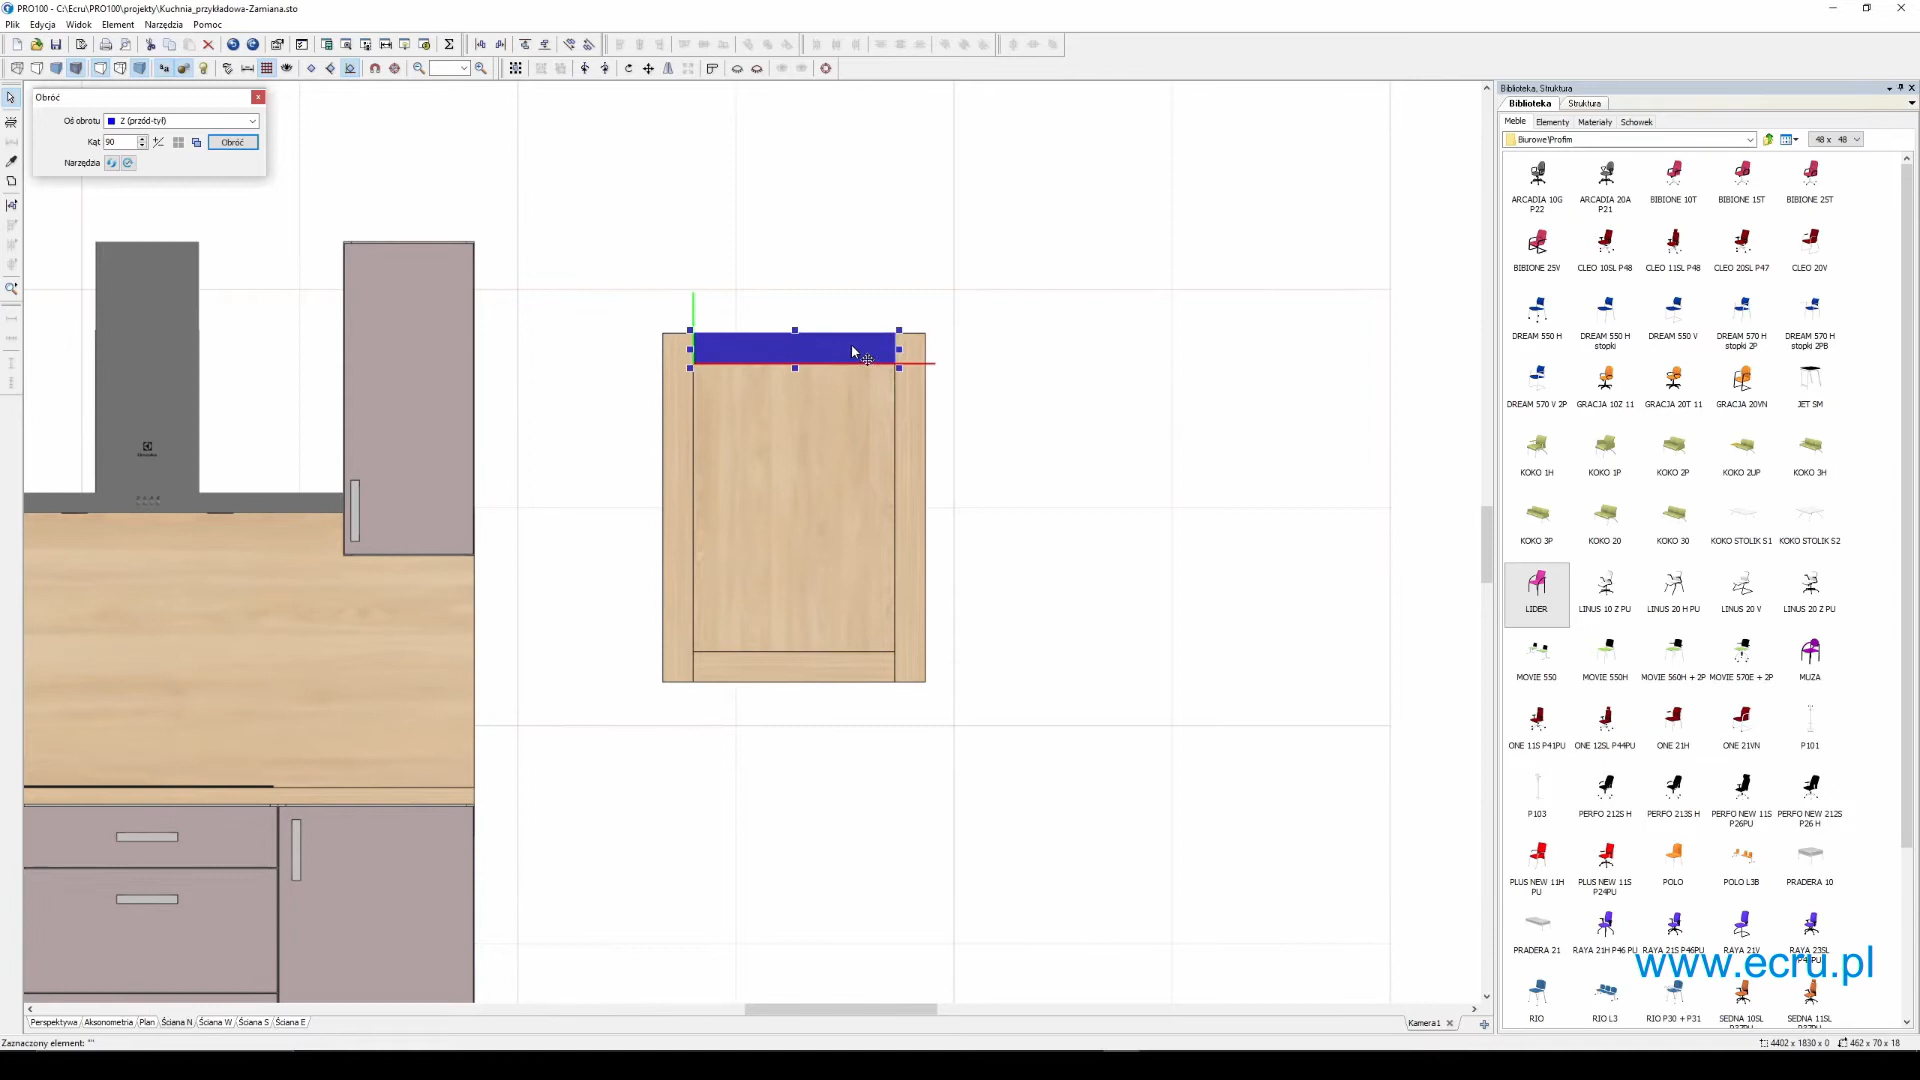 PRO100 - C:\Ecru\PRO100\projekty\Kuchnia_przykładowa-Zamiana.sto
Plik Edycja Widok Element Narzędzia Pomoc
Obróć
Oś obrotu Z (przód-tył)
Kąt 90 Obróć
Narzędzia
Biblioteka, Struktura
Biblioteka Struktura
Meble Elementy Materiały Schowek
Biurowe\Profim 48 x 48
ARCADIA 10G P22 ARCADIA 20A P21 BIBIONE 10T BIBIONE 15T BIBIONE 25T
BIBIONE 25V CLEO 10SL P48 CLEO 11SL P48 CLEO 20SL P47 CLEO 20V
DREAM 550 H DREAM 550 H stopki DREAM 550 V DREAM 570 H stopki 2P DREAM 570 H stopki 2PB
DREAM 570 V 2P GRACJA 10Z 11 GRACJA 20T 11 GRACJA 20VN JET SM
KOKO 1H KOKO 1P KOKO 2P KOKO 2UP KOKO 3H
KOKO 3P KOKO 20 KOKO 30 KOKO STOLIK S1 KOKO STOLIK S2
LIDER LINUS 10 Z PU LINUS 20 H PU LINUS 20 V LINUS 20 Z PU
MOVIE 550 MOVIE 550H MOVIE 560H + 2P MOVIE 570E + 2P MUZA
ONE 11S P41PU ONE 12SL P44PU ONE 21H ONE 21VN P101
P103 PERFO 212S H PERFO 213S H PERFO NEW 11S P26PU PERFO NEW 212S P26 H
PLUS NEW 11H PU PLUS NEW 11S P24PU POLO POLO L3B PRADERA 10
PRADERA 21 RAYA 21H P46 PU RAYA 21S P46PU RAYA 21V RAYA 23SL
www.ecru.pl
RIO RIO L3 RIO P30 + P31 SEDNA 10SL SEDNA 11SL
Perspektywa Aksonometria Plan Ściana N Ściana W Ściana S Ściana E
Kamera1
Zaznaczony element: ""
4402 x 1830 x 0 462 x 70 x 18